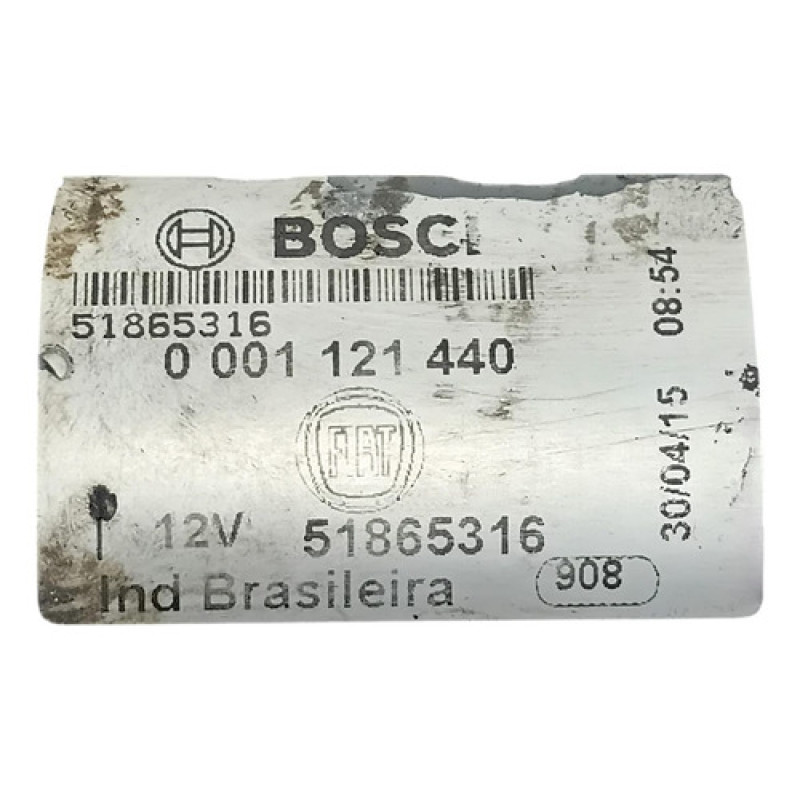 BOSCH
51865316
0 001 121 440
FIAT
12V 51865316
Ind Brasileira 908
30/04/15 08:54